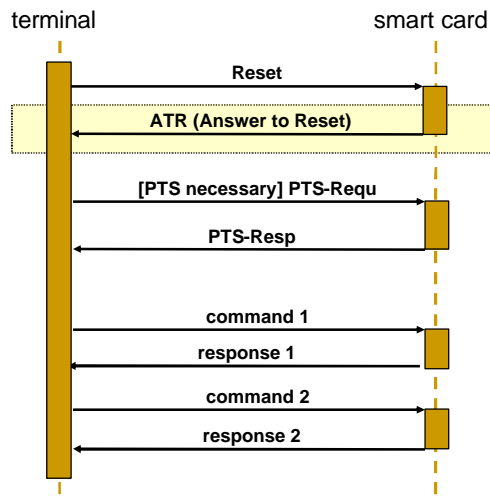 terminal
smart card
Reset
ATR (Answer to Reset)
[PTS necessary] PTS-Requ
PTS-Resp
command 1
response 1
command 2
response 2